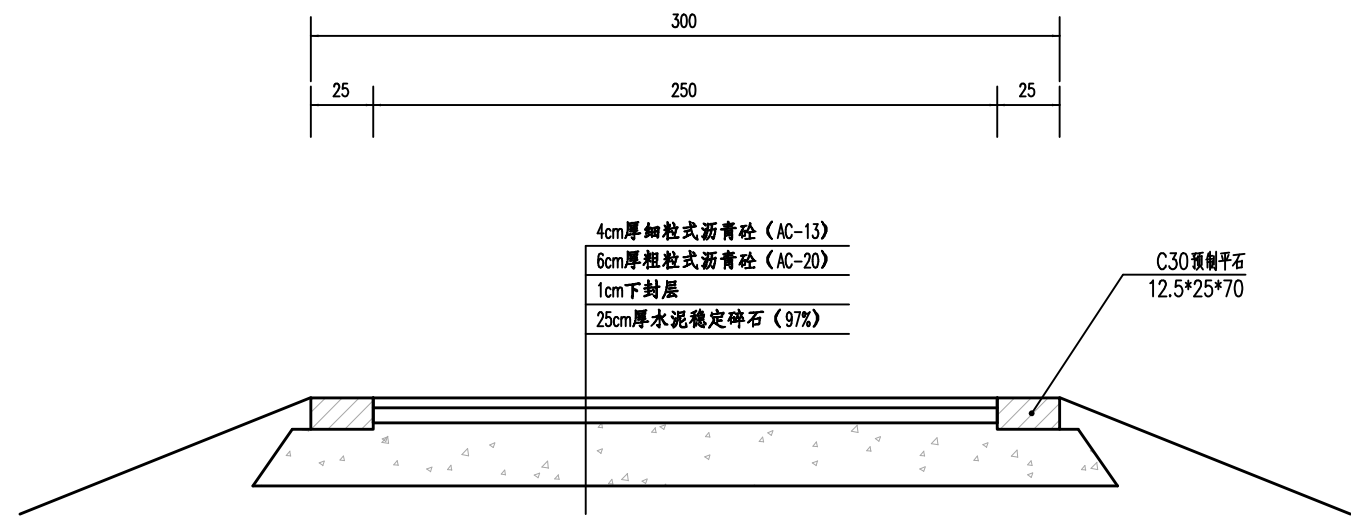 300
25
250
25
4cm厚细粒式沥青砼（AC-13）
6cm厚粗粒式沥青砼（AC-20）
1cm下封层
25cm厚水泥稳定碎石（97%）
C30预制平石
12.5*25*70